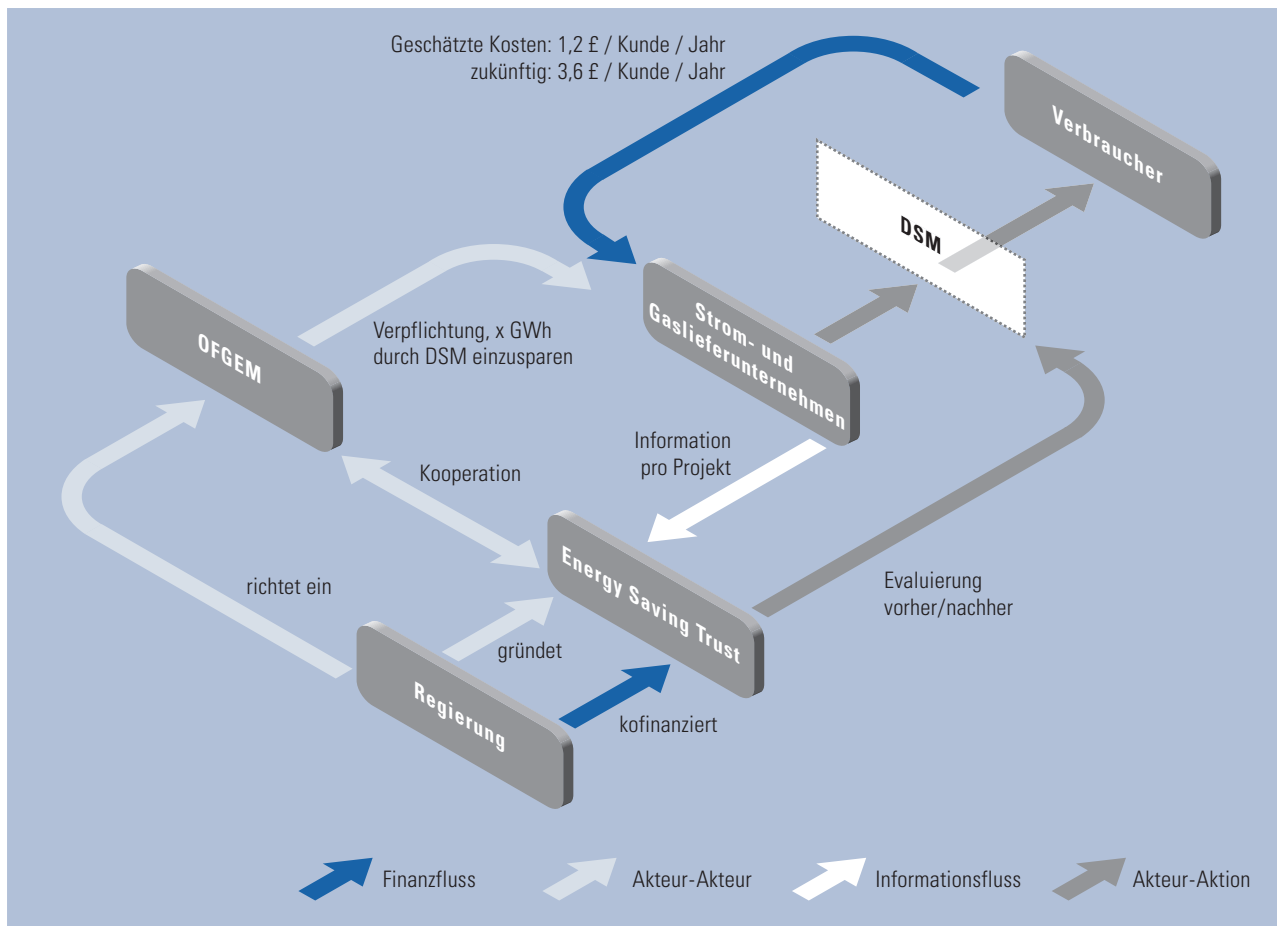 Geschätzte Kosten: 1,2 £ / Kunde / Jahr
zukünftig: 3,6 £ / Kunde / Jahr
Verbraucher
DSM
OFGEM
Verpflichtung, x GWh
durch DSM einzusparen
Strom- und
Gaslieferunternehmen
Information
pro Projekt
Kooperation
Energy Saving Trust
richtet ein
Evaluierung
vorher/nachher
gründet
Regierung
kofinanziert
Finanzfluss
Akteur-Akteur
Informationsfluss
Akteur-Aktion